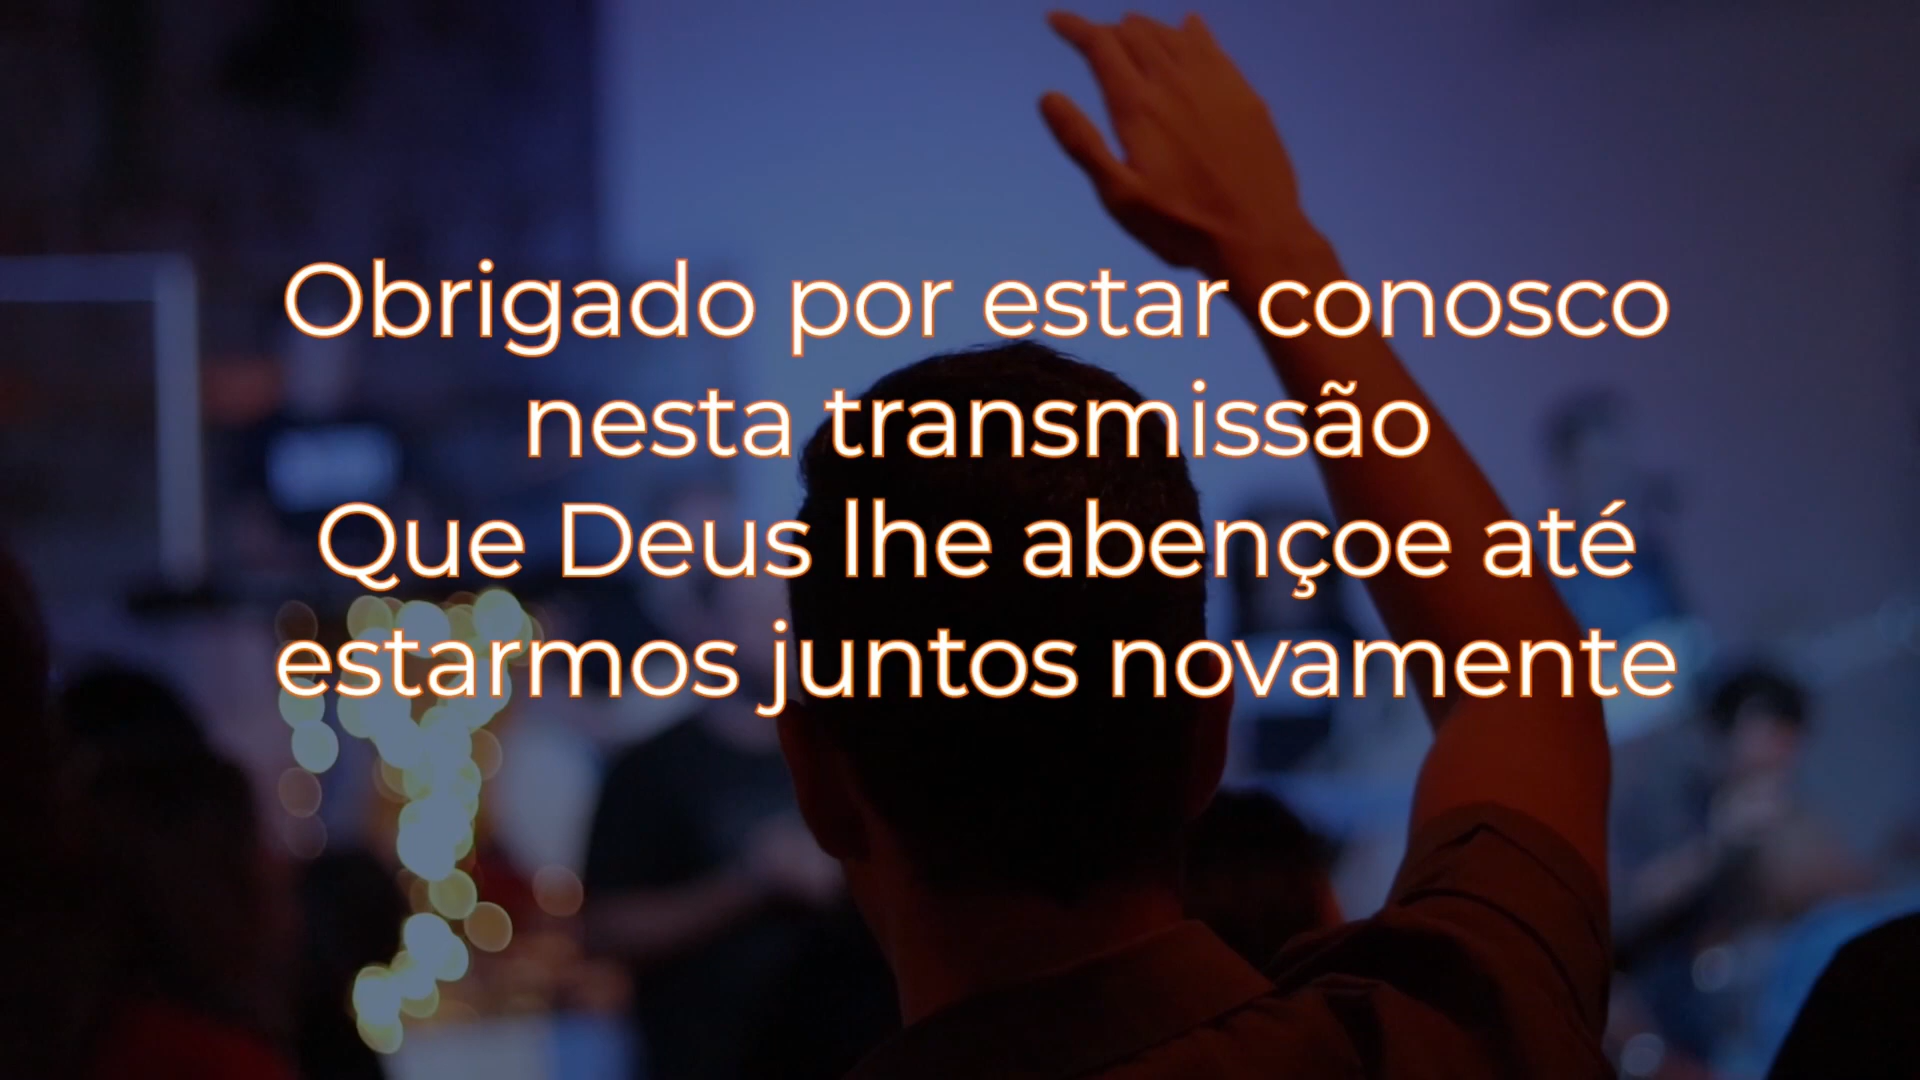 Obrigado por estar conosco
nesta transmissão
Que Deus lhe abençoe até
estarmos juntos novamente